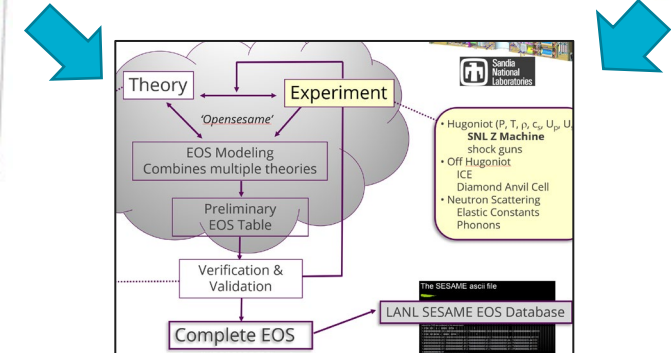 Sandia
National
Laboratories
Theory
Experiment
'Opensesame'
EOS Modeling
Combines multiple theories
Preliminary
EOS Table
Verification &
Validation
Complete EOS
• Hugoniot (P, T, ρ, cₛ, Uₚ, U
SNL Z Machine
shock guns
• Off Hugoniot
ICE
Diamond Anvil Cell
• Neutron Scattering
Elastic Constants
Phonons
The SESAME ascii file
LANL SESAME EOS Database